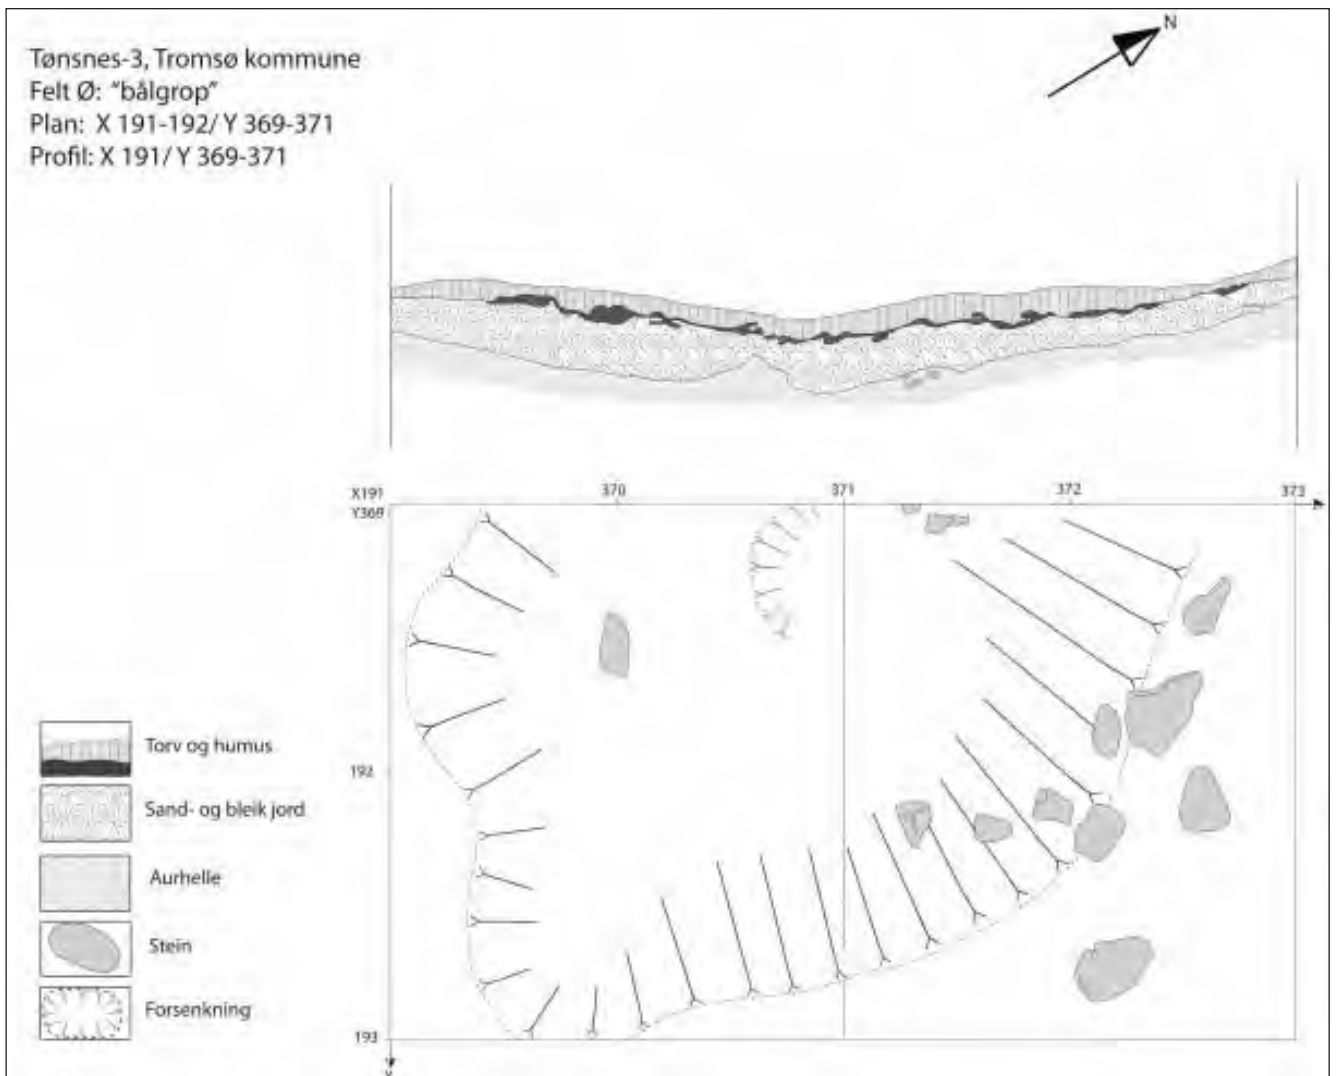 Tønsnes-3, Tromsø kommune
Felt Ø: "bålgrop"
Plan: X 191-192/ Y 369-371
Profil: X 191/ Y 369-371
N
X191
Y369
370
371
372
373
192
193
Torv og humus
Sand- og bleik jord
Aurhelle
Stein
Forsenkning